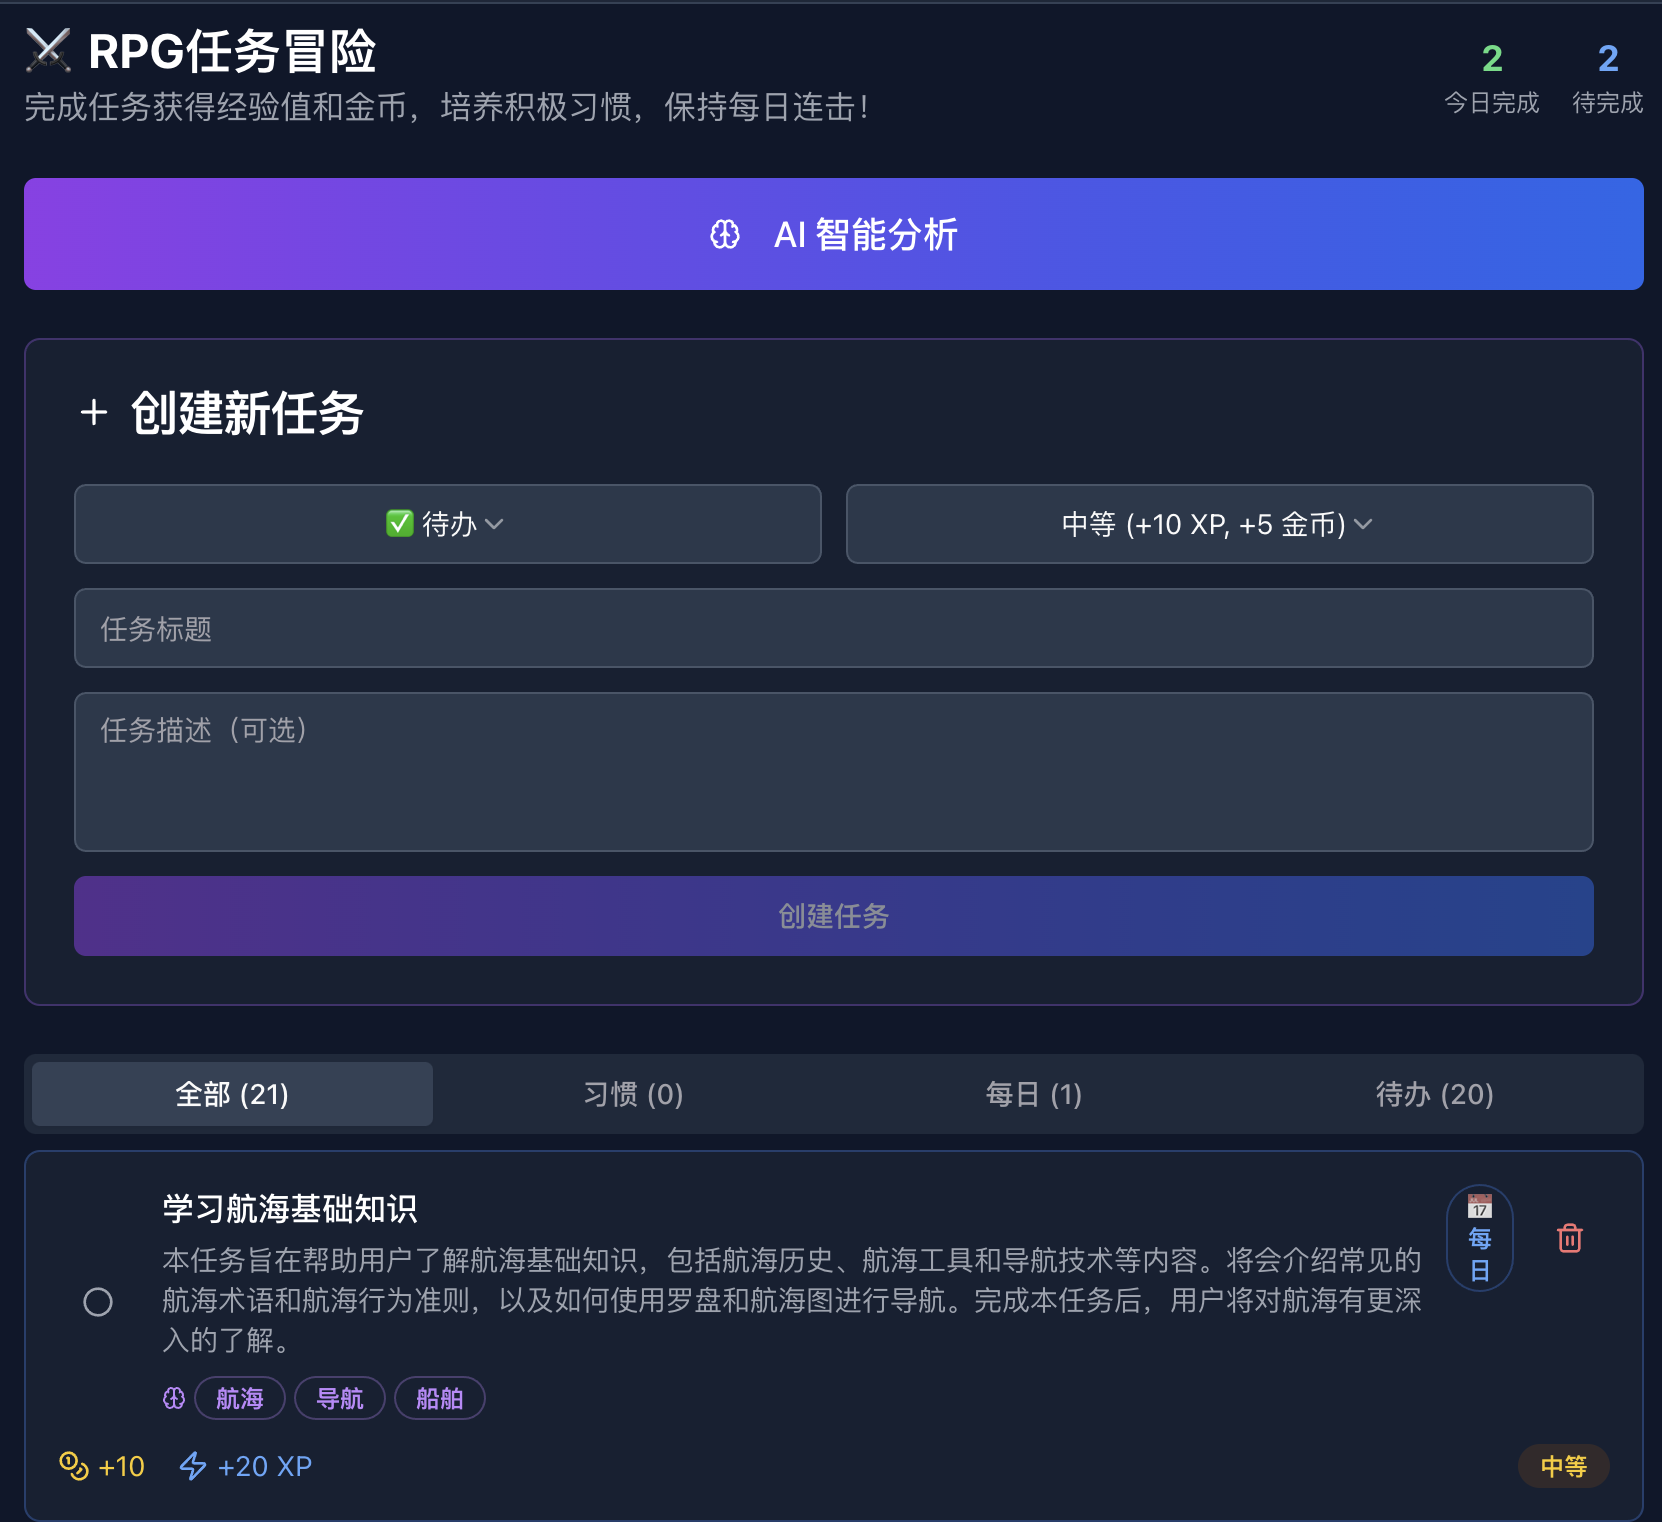 RPG任务冒险
完成任务获得经验值和金币，培养积极习惯，保持每日连击！
2
今日完成
2
待完成
AI 智能分析
+ 创建新任务
待办
中等 (+10 XP, +5 金币)
任务标题
任务描述（可选）
创建任务
全部 (21)
习惯 (0)
每日 (1)
待办 (20)
学习航海基础知识
本任务旨在帮助用户了解航海基础知识，包括航海历史、航海工具和导航技术等内容。将会介绍常见的
航海术语和航海行为准则，以及如何使用罗盘和航海图进行导航。完成本任务后，用户将对航海有更深
入的了解。
17
每
日
航海
导航
船舶
+10
+20 XP
中等